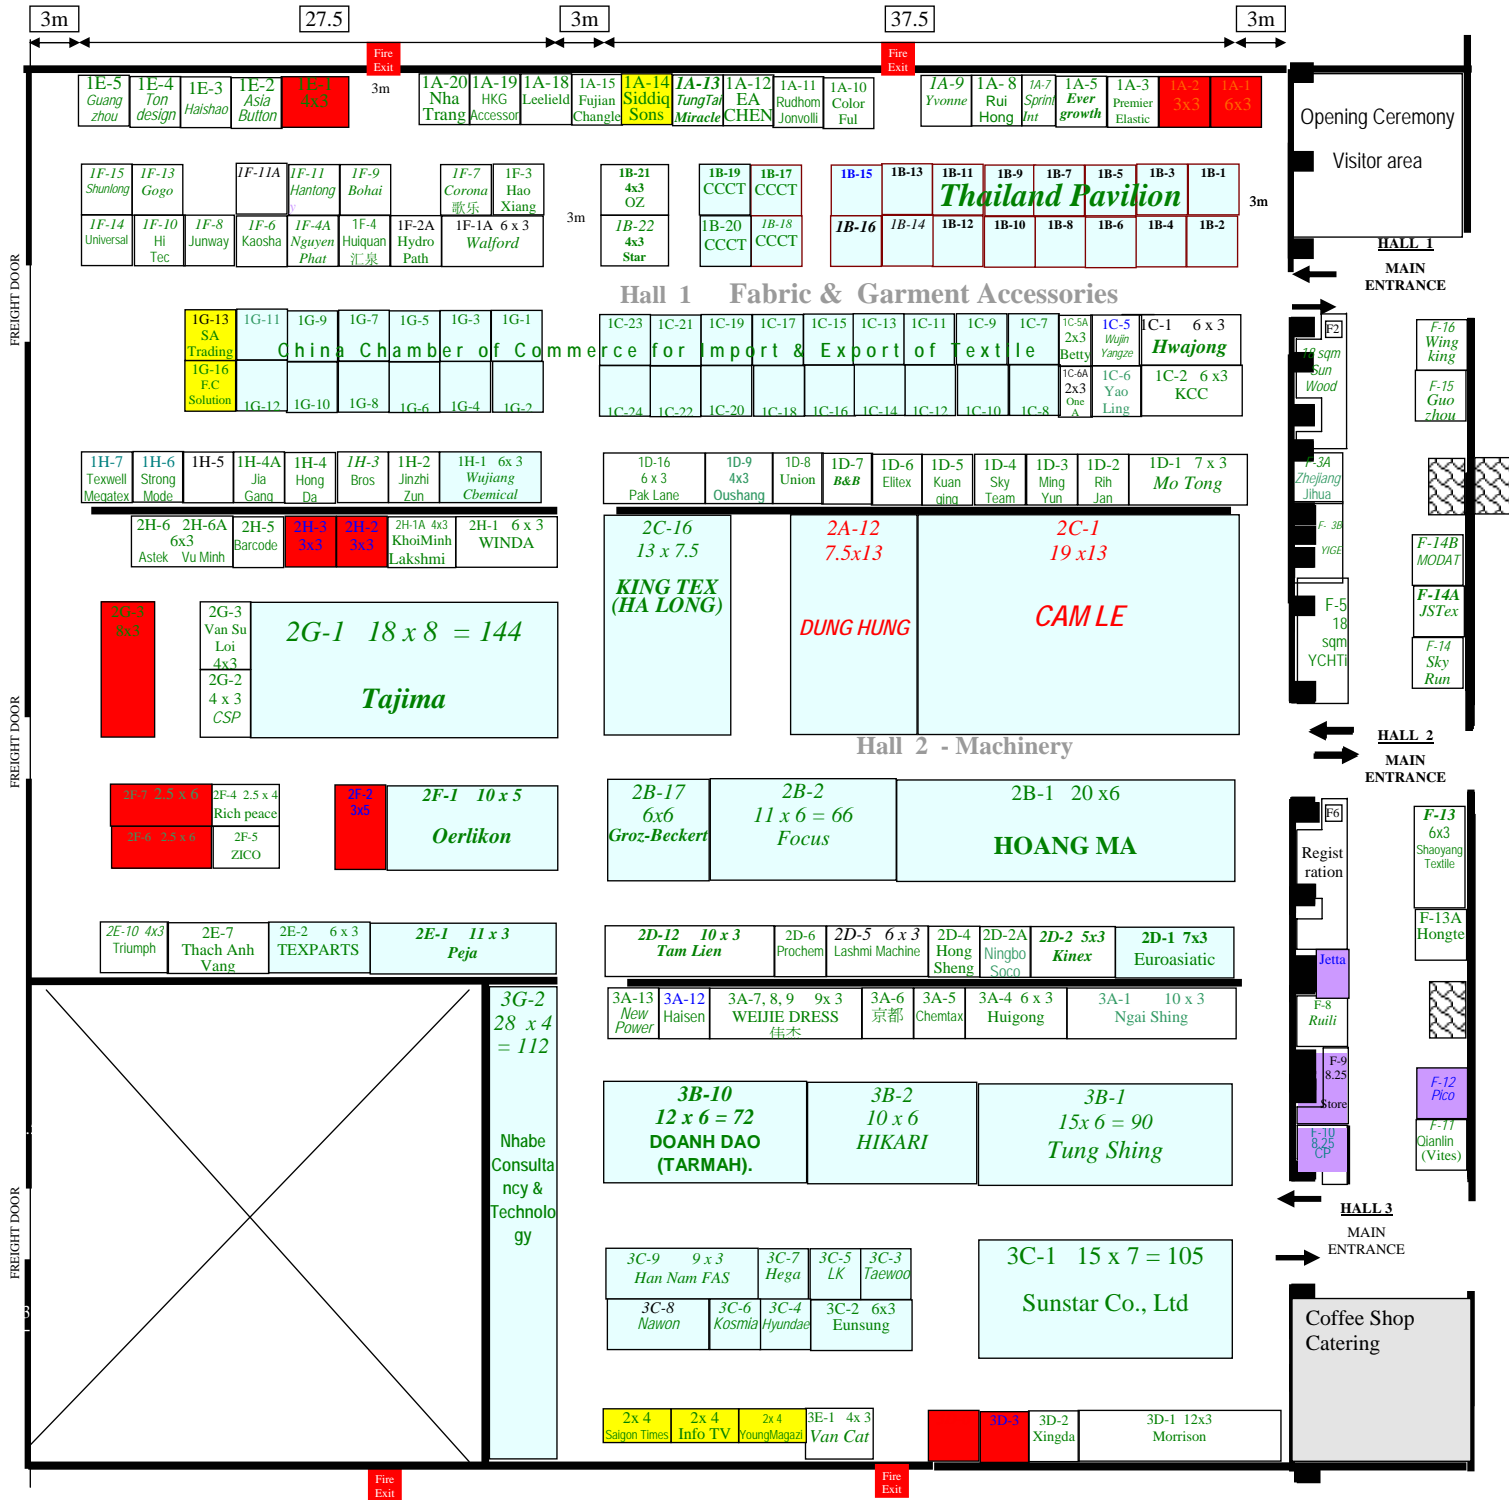 3m 27.5 3m 37.5 3m
Fire Exit
Fire Exit
1E-5 Guang zhou
1E-4 Ton design
1E-3 Haishao
1E-2 Asia Button
4x3
3m
1A-20 Nha Trang
1A-19 HKG Accessor
1A-18 Leelield
1A-15 Fujian Changle
1A-14 Siddiq Sons
1A-13 TungTai Miracle
1A-12 EA CHEN
1A-11 Rudhom Jonvolli
1A-10 Color Ful
1A-9 Yvonne
1A- 8 Rui Hong
1A-7 Sprint Int
1A-5 Ever growth
1A-3 Premier Elastic
1A-2 3x3
1A-1 6x3
Opening Ceremony
Visitor area
1F-15 Shunlong
1F-13 Gogo
1F-11A
1F-11 Hantong y
1F-9 Bohai
1F-7 Corona 歌乐
1F-3 Hao Xiang
1F-14 Universal
1F-10 Hi Tec
1F-8 Junway
1F-6 Kaosha
1F-4A Nguyen Phat
1F-4 Huiquan 汇泉
1F-2A Hydro Path
1F-1A 6 x 3 Walford
3m
1B-21 4x3 OZ
1B-22 4x3 Star
1B-19 CCCT
1B-17 CCCT
1B-20 CCCT
1B-18 CCCT
1B-15 1B-13 1B-11 1B-9 1B-7 1B-5 1B-3 1B-1
Thailand Pavilion
1B-16 1B-14 1B-12 1B-10 1B-8 1B-6 1B-4 1B-2
3m
HALL 1
MAIN ENTRANCE
FREIGHT DOOR
Hall 1 Fabric & Garment Accessories
1G-13 SA Trading
1G-11 1G-9 1G-7 1G-5 1G-3 1G-1
1C-23 1C-21 1C-19 1C-17 1C-15 1C-13 1C-11 1C-9 1C-7
China Chamber of Commerce for Import & Export of Textile
1C-5A 2x3 Betty
1C-5 Wujin Yangze
1C-1 6 x 3 Hwajong
1G-16 F.C Solution
1G-12 1G-10 1G-8 1G-6 1G-4 1G-2
1C-24 1C-22 1C-20 1C-18 1C-16 1C-14 1C-12 1C-10 1C-8
1C-6A 2x3 One A
1C-6 Yao Ling
1C-2 6 x3 KCC
F2
18 sqm Sun Wood
F-16 Wing king
F-15 Guo zhou
1H-7 Texwell Megatex
1H-6 Strong Mode
1H-5
1H-4A Jia Gang
1H-4 Hong Da
1H-3 Bros
1H-2 Jinzhi Zun
1H-1 6x 3 Wujiang Chemical
1D-16 6 x 3 Pak Lane
1D-9 4x3 Oushang
1D-8 Union
1D-7 B&B
1D-6 Elitex
1D-5 Kuan qing
1D-4 Sky Team
1D-3 Ming Yun
1D-2 Rih Jan
1D-1 7 x 3 Mo Tong
F-3A Zhejiang Jihua
F- 3B YIGE
2H-6 2H-6A 6x3 Astek Vu Minh
2H-5 Barcode
2H-3 3x3
2H-2 3x3
2H-1A 4x3 KhoiMinh Lakshmi
2H-1 6 x 3 WINDA
2C-16 13 x 7.5 KING TEX (HA LONG)
2A-12 7.5x13 DUNG HUNG
2C-1 19 x13 CAM LE
F-14B MODAT
F-14A JSTex
F-14 Sky Run
F-5 18 sqm YCHTi
2G-3 8x3
2G-3 Van Su Loi 4x3
2G-2 4 x 3 CSP
2G-1 18 x 8 = 144
Tajima
FREIGHT DOOR
Hall 2 - Machinery
HALL 2
MAIN ENTRANCE
2F-7 2.5 x 6
2F-4 2.5 x 4 Rich peace
2F-6 2.5 x 6
2F-5 ZICO
2F-2 3x5
2F-1 10 x 5
Oerlikon
2B-17 6x6 Groz-Beckert
2B-2 11 x 6 = 66 Focus
2B-1 20 x6
HOANG MA
F6
Regist ration
F-13 6x3 Shaoyang Textile
F-13A Hongte
2E-10 4x3 Triumph
2E-7 Thach Anh Vang
2E-2 6 x 3 TEXPARTS
2E-1 11 x 3 Peja
2D-12 10 x 3 Tam Lien
2D-6 Prochem
2D-5 6 x 3 Lashmi Machine
2D-4 Hong Sheng
2D-2A Ningbo Soco
2D-2 5x3 Kinex
2D-1 7x3 Euroasiatic
Jetta
3G-2 28 x 4 = 112
Nhabe Consulta ncy & Technolo gy
3A-13 New Power
3A-12 Haisen
3A-7, 8, 9 9x 3 WEIJIE DRESS 伟杰
3A-6 京都
3A-5 Chemtax
3A-4 6 x 3 Huigong
3A-1 10 x 3 Ngai Shing
F-8 Ruili
F-9 8.25 Store
F-10 8.25 CP
F-12 Pico
F-11 Qianlin (Vites)
3B-10 12 x 6 = 72 DOANH DAO (TARMAH).
3B-2 10 x 6 HIKARI
3B-1 15x 6 = 90 Tung Shing
FREIGHT DOOR
HALL 3
MAIN ENTRANCE
3C-9 9 x 3 Han Nam FAS
3C-7 Hega
3C-5 LK
3C-3 Taewoo
3C-8 Nawon
3C-6 Kosmia
3C-4 Hyundae
3C-2 6x3 Eunsung
3C-1 15 x 7 = 105
Sunstar Co., Ltd
Coffee Shop Catering
2x 4 Saigon Times
2x 4 Info TV
2x 4 YoungMagazi
3E-1 4x 3 Van Cat
3D-3
3D-2 Xingda
3D-1 12x3 Morrison
Fire Exit
Fire Exit